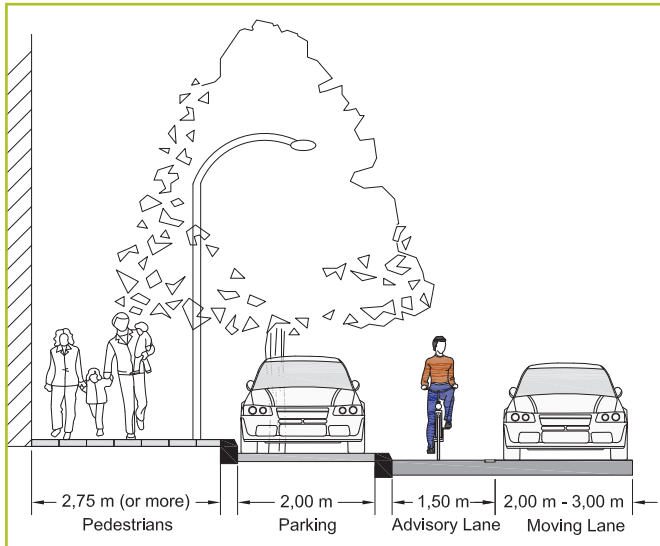 2,75 m (or more) 2,00 m 1,50 m 2,00 m - 3,00 m
Pedestrians Parking Advisory Lane Moving Lane